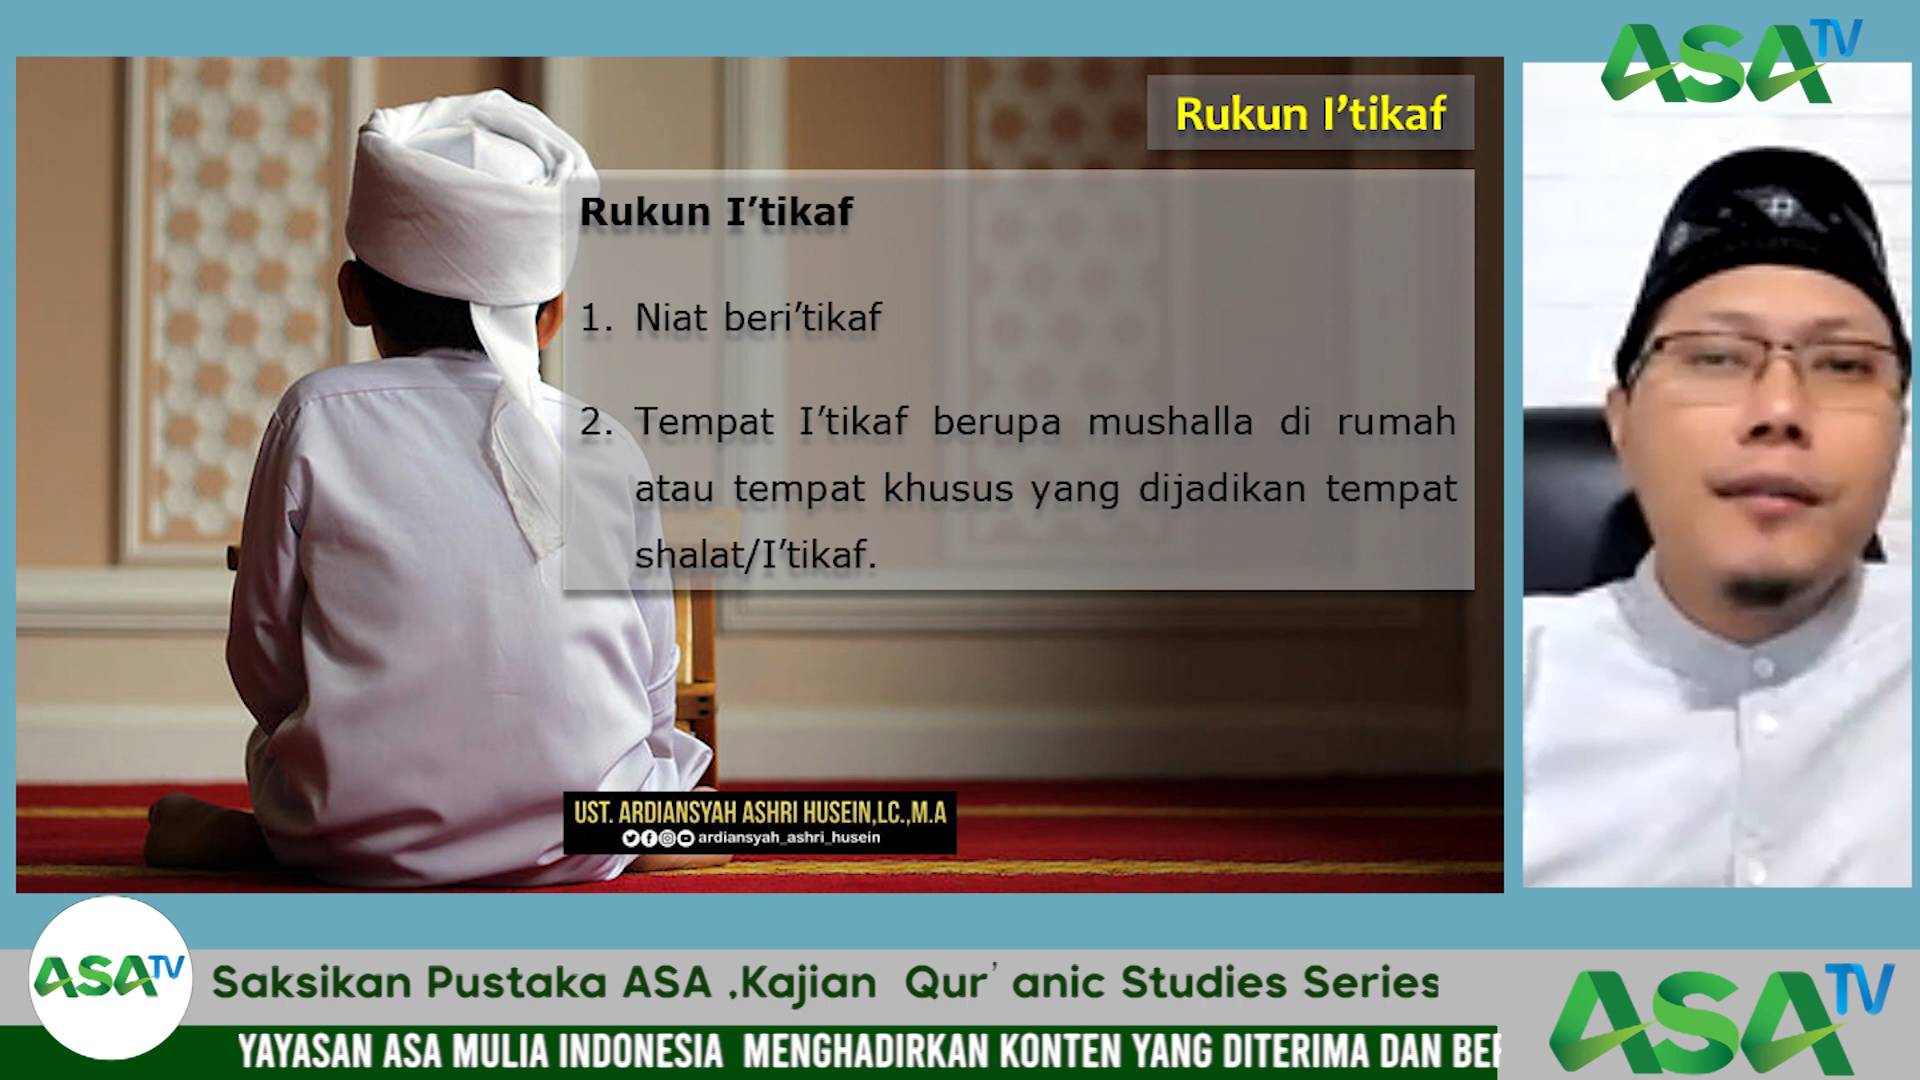 ASA TV
Rukun I'tikaf
Rukun I'tikaf
1. Niat beri'tikaf
2. Tempat I'tikaf berupa mushalla di rumah
atau tempat khusus yang dijadikan tempat
shalat/I'tikaf.
UST. ARDIANSYAH ASHRI HUSEIN,LC.,M.A
ardiansyah_ashri_husein
ASA TV
Saksikan Pustaka ASA ,Kajian Qur' anic Studies Series
ASA TV
YAYASAN ASA MULIA INDONESIA MENGHADIRKAN KONTEN YANG DITERIMA DAN